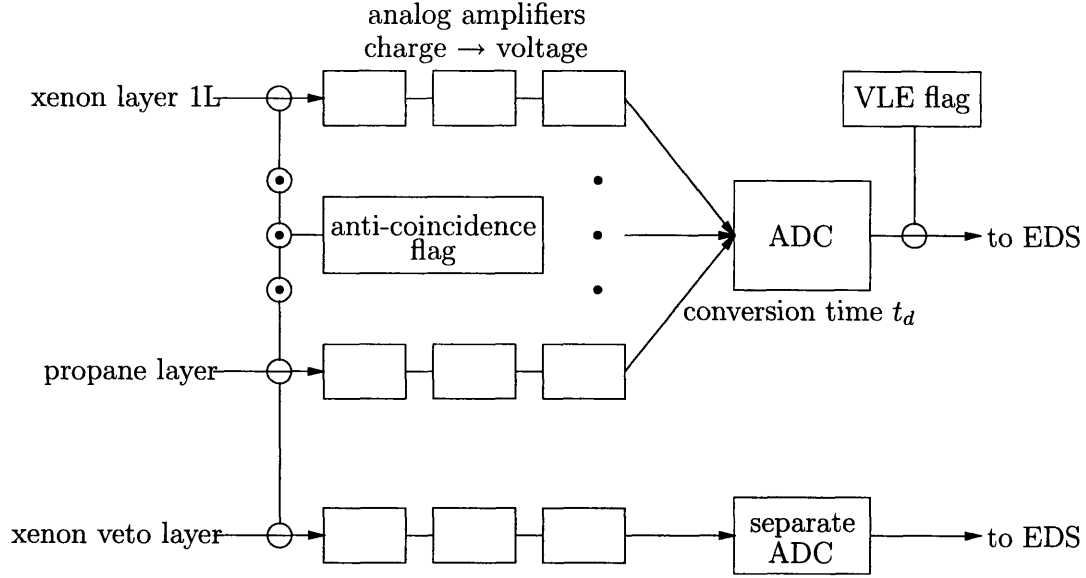 analog amplifiers
charge → voltage
xenon layer 1L
VLE flag
anti-coincidence
flag
ADC
to EDS
conversion time t_d
propane layer
xenon veto layer
separate
ADC
to EDS